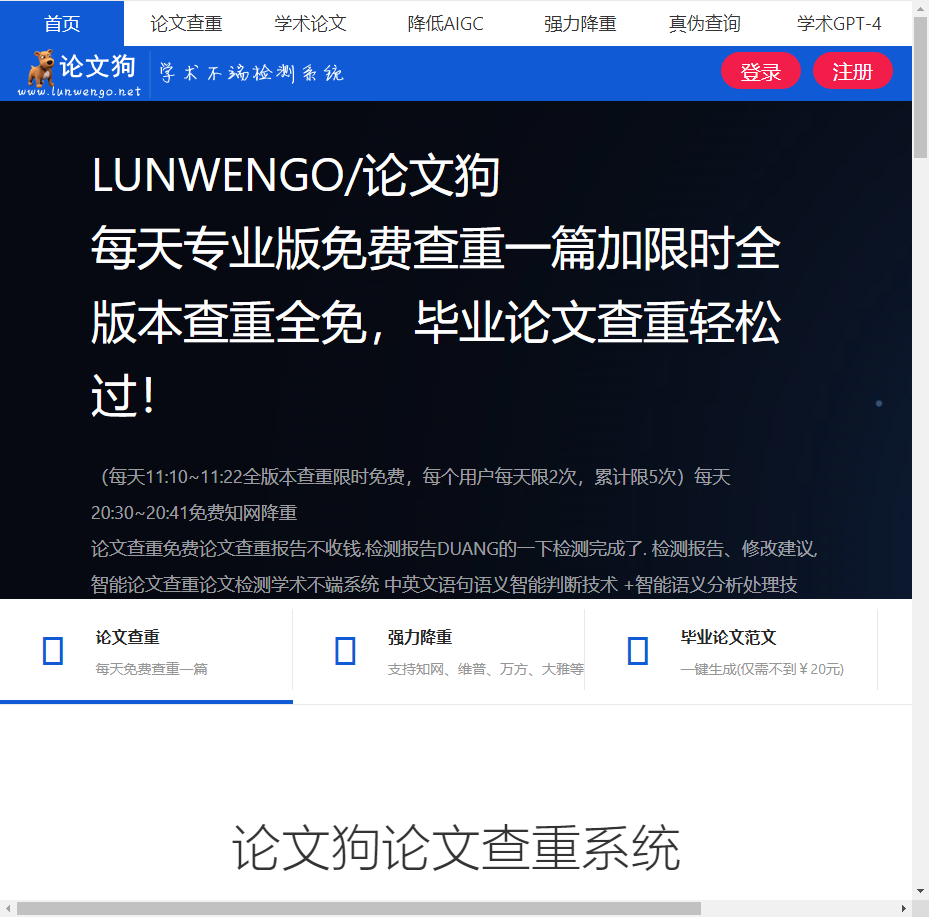 首页 论文查重 学术论文 降低AIGC 强力降重 真伪查询 学术GPT-4
论文狗 学术不端检测系统 登录 注册
www.lunwengo.net
LUNWENGO/论文狗
每天专业版免费查重一篇加限时全
版本查重全免，毕业论文查重轻松
过！
（每天11:10~11:22全版本查重限时免费，每个用户每天限2次，累计限5次）每天
20:30~20:41免费知网降重
论文查重免费论文查重报告不收钱.检测报告DUANG的一下检测完成了. 检测报告、修改建议,
智能论文查重论文检测学术不端系统 中英文语句语义智能判断技术 +智能语义分析处理技
论文查重 强力降重 毕业论文范文
每天免费查重一篇 支持知网、维普、万方、大雅等 一键生成(仅需不到￥20元)
论文狗论文查重系统